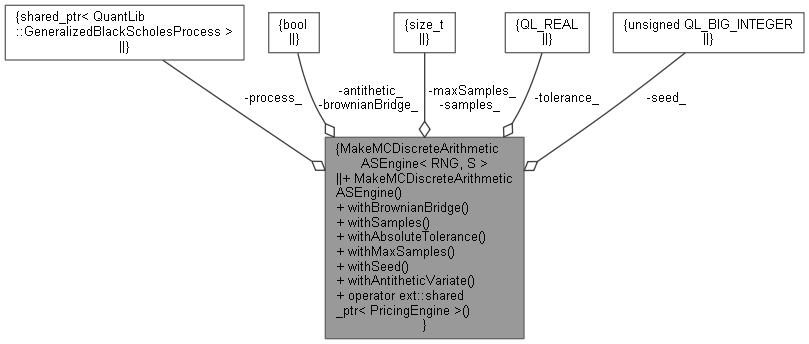 {shared_ptr< QuantLib
::GeneralizedBlackScholesProcess >
||}
{bool
||}
{size_t
||}
{QL_REAL
||}
{unsigned QL_BIG_INTEGER
||}
-process_
-antithetic_
-brownianBridge_
-maxSamples_
-samples_
-tolerance_
-seed_
{MakeMCDiscreteArithmetic
ASEngine< RNG, S >
||+ MakeMCDiscreteArithmetic
ASEngine()
+ withBrownianBridge()
+ withSamples()
+ withAbsoluteTolerance()
+ withMaxSamples()
+ withSeed()
+ withAntitheticVariate()
+ operator ext::shared
_ptr< PricingEngine >()
}